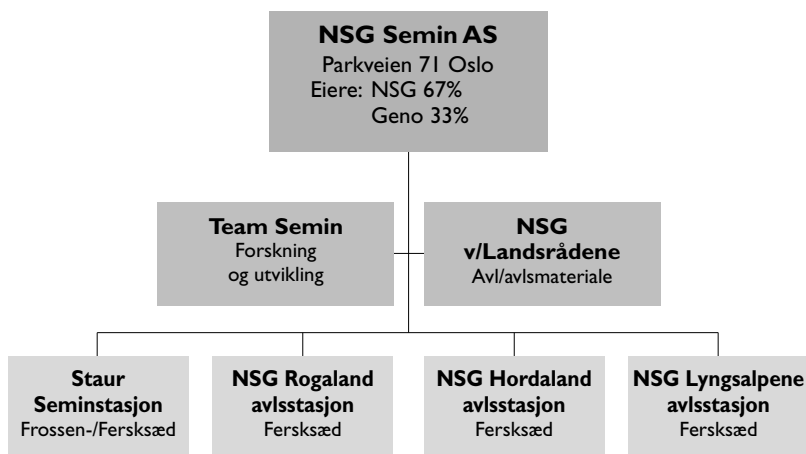 NSG Semin AS
Parkveien 71 Oslo
Eiere: NSG 67%
Geno 33%
Team Semin
Forskning
og utvikling
NSG
v/Landsrådene
Avl/avlsmateriale
Staur
Seminstasjon
Frossen-/Fersksæd
NSG Rogaland
avlsstasjon
Fersksæd
NSG Hordaland
avlsstasjon
Fersksæd
NSG Lyngsalpene
avlsstasjon
Fersksæd